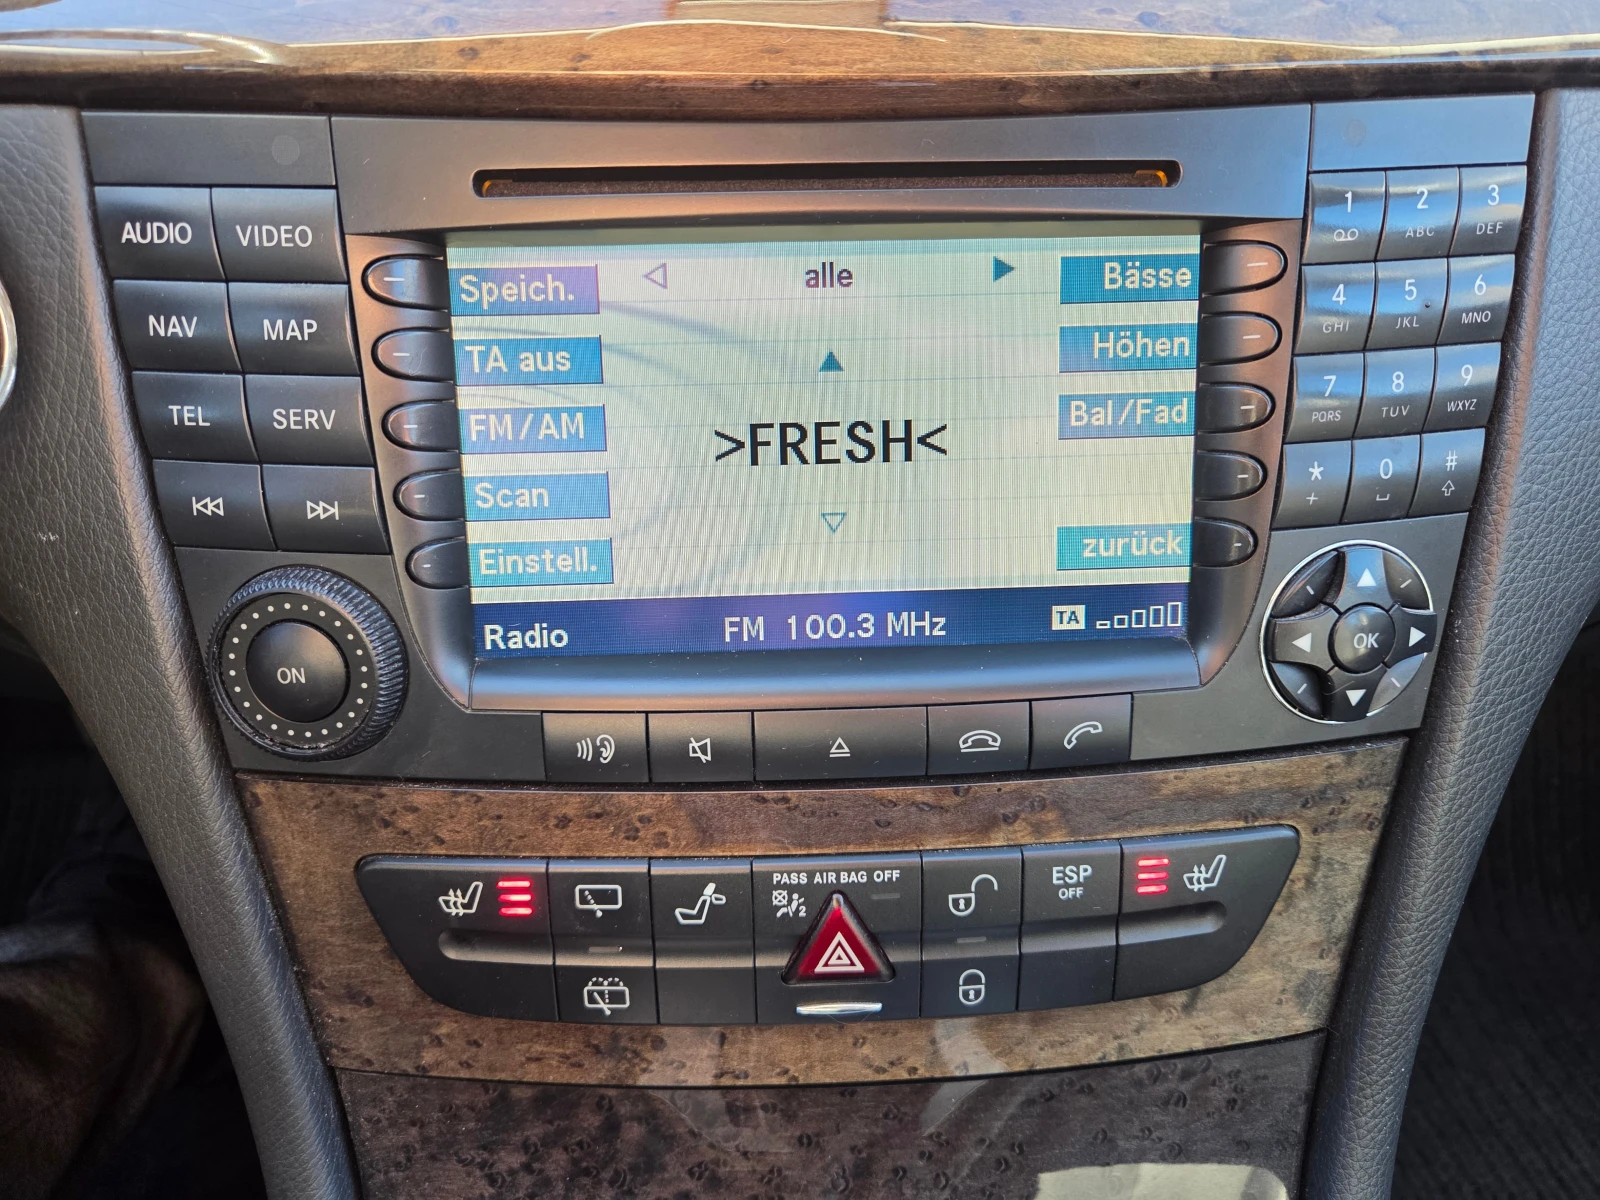 AUDIO VIDEO
NAV MAP
TEL SERV
ON
Speich.
TA aus
FM/AM
Scan
Einstell.
alle
>FRESH<
Bässe
Höhen
Bal/Fad
zurück
Radio FM 100.3 MHz TA
1 2 ABC 3 DEF
4 GHI 5 JKL 6 MNO
7 PQRS 8 TUV 9 WXYZ
* + 0 #
OK
PASS AIR BAG OFF
2
ESP
OFF